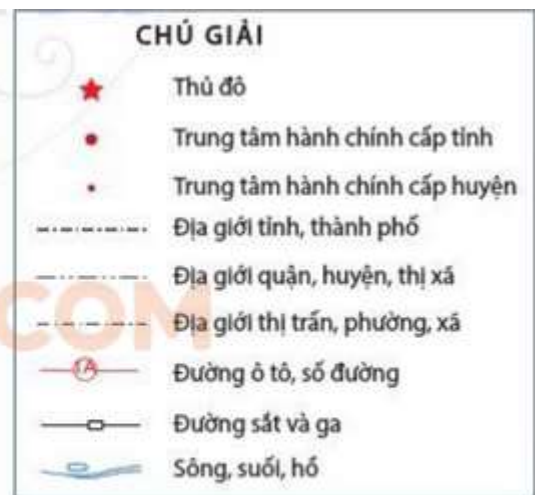 CHÚ GIẢI
Thủ đô
Trung tâm hành chính cấp tỉnh
Trung tâm hành chính cấp huyện
Địa giới tỉnh, thành phố
Địa giới quận, huyện, thị xã
Địa giới thị trấn, phường, xã
1A Đường ô tô, số đường
Đường sắt và ga
Sông, suối, hồ
COM